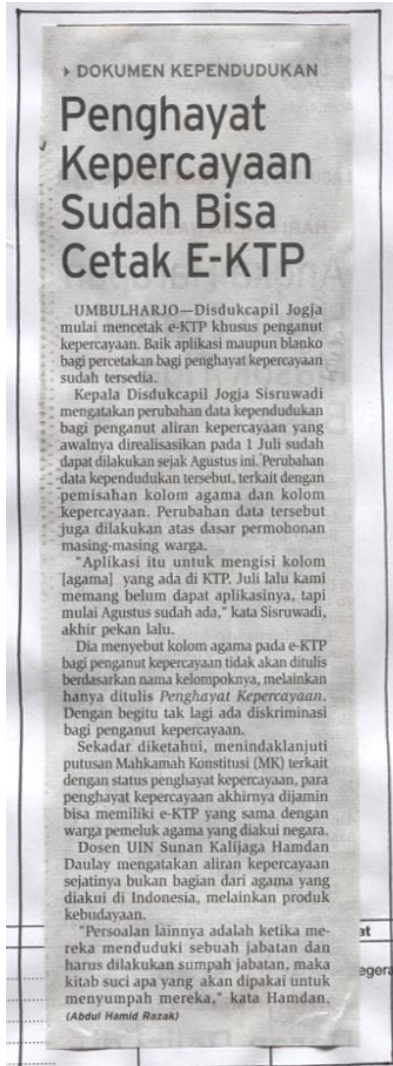 ▸ DOKUMEN KEPENDUDUKAN
Penghayat
Kepercayaan
Sudah Bisa
Cetak E-KTP
UMBULHARJO—Disdukcapil Jogja
mulai mencetak e-KTP khusus penganut
kepercayaan. Baik aplikasi maupun blanko
bagi percetakan bagi penghayat kepercayaan
sudah tersedia.
Kepala Disdukcapil Jogja Sisruwadi
mengatakan perubahan data kependudukan
bagi penganut aliran kepercayaan yang
awalnya direalisasikan pada 1 Juli sudah
dapat dilakukan sejak Agustus ini. Perubahan
data kependudukan tersebut, terkait dengan
pemisahan kolom agama dan kolom
kepercayaan. Perubahan data tersebut
juga dilakukan atas dasar permohonan
masing-masing warga.
"Aplikasi itu untuk mengisi kolom
[agama] yang ada di KTP. Juli lalu kami
memang belum dapat aplikasinya, tapi
mulai Agustus sudah ada," kata Sisruwadi,
akhir pekan lalu.
Dia menyebut kolom agama pada e-KTP
bagi penganut kepercayaan tidak akan ditulis
berdasarkan nama kelompoknya, melainkan
hanya ditulis Penghayat Kepercayaan.
Dengan begitu tak lagi ada diskriminasi
bagi penganut kepercayaan.
Sekadar diketahui, menindaklanjuti
putusan Mahkamah Konstitusi (MK) terkait
dengan status penghayat kepercayaan, para
penghayat kepercayaan akhirnya dijamin
bisa memiliki e-KTP yang sama dengan
warga pemeluk agama yang diakui negara.
Dosen UIN Sunan Kalijaga Hamdan
Daulay mengatakan aliran kepercayaan
sejatinya bukan bagian dari agama yang
diakui di Indonesia, melainkan produk
kebudayaan.
"Persoalan lainnya adalah ketika me-
reka menduduki sebuah jabatan dan
harus dilakukan sumpah jabatan, maka
kitab suci apa yang akan dipakai untuk
menyumpah mereka," kata Hamdan.
(Abdul Hamid Razak)
at
egera